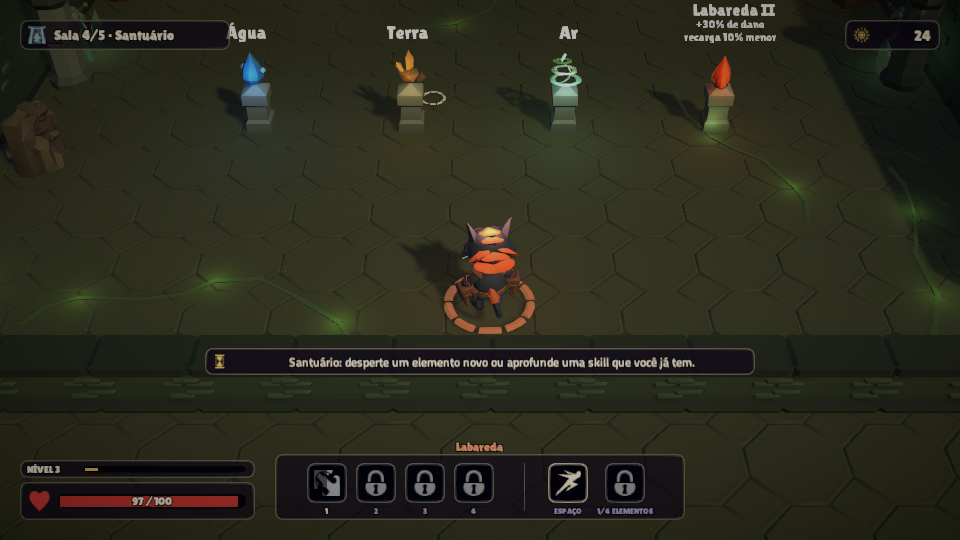 Sala 4/5 · Santuário
Água
Terra
Ar
Labareda II
+30% de dano
recarga 10% menor
24
Santuário: desperte um elemento novo ou aprofunde uma skill que você já tem.
Labareda
NÍVEL 3
97 / 100
1
2
3
4
ESPAÇO
1/4 ELEMENTOS